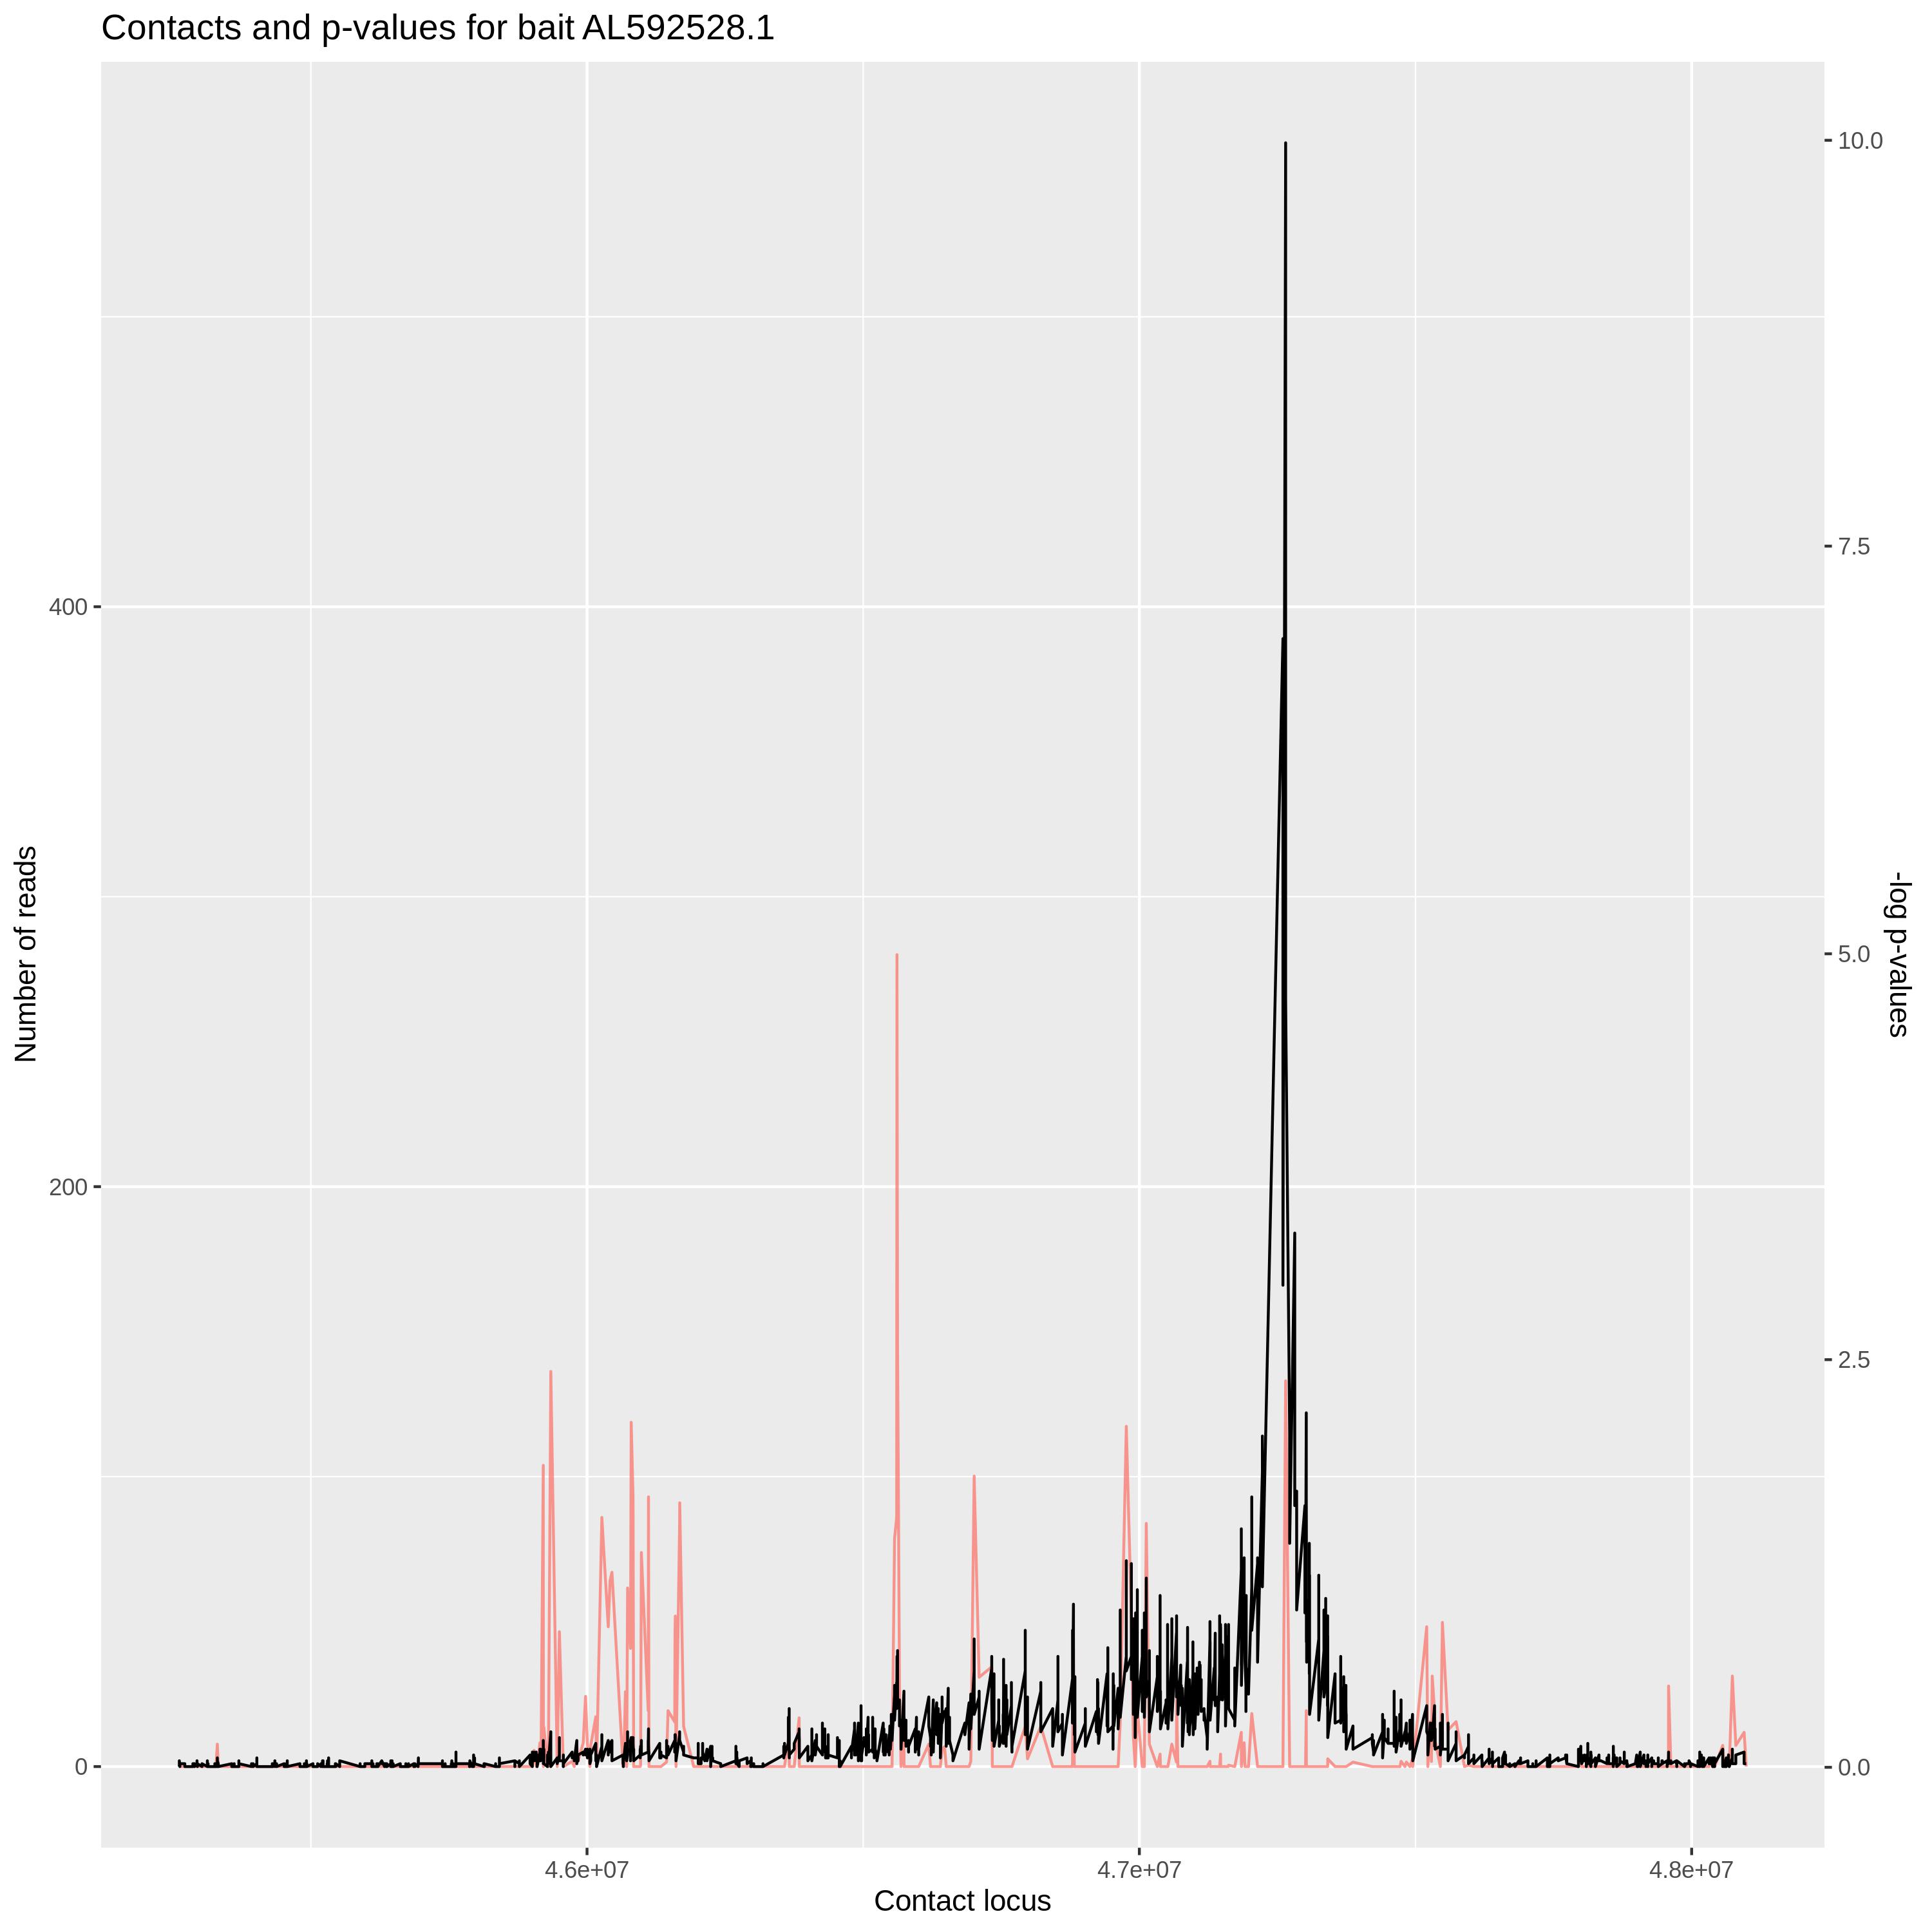 Contacts and p-values for bait AL592528.1
Number of reads
400
200
0
10.0
7.5
5.0
2.5
0.0
-log p-values
4.6e+07
4.7e+07
4.8e+07
Contact locus